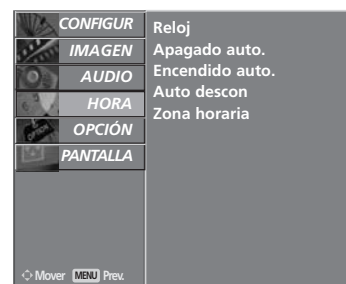 CONFIGUR
IMAGEN
AUDIO
HORA
OPCIÓN
PANTALLA
Reloj
Apagado auto.
Encendido auto.
Auto descon
Zona horaria
Mover MENU Prev.